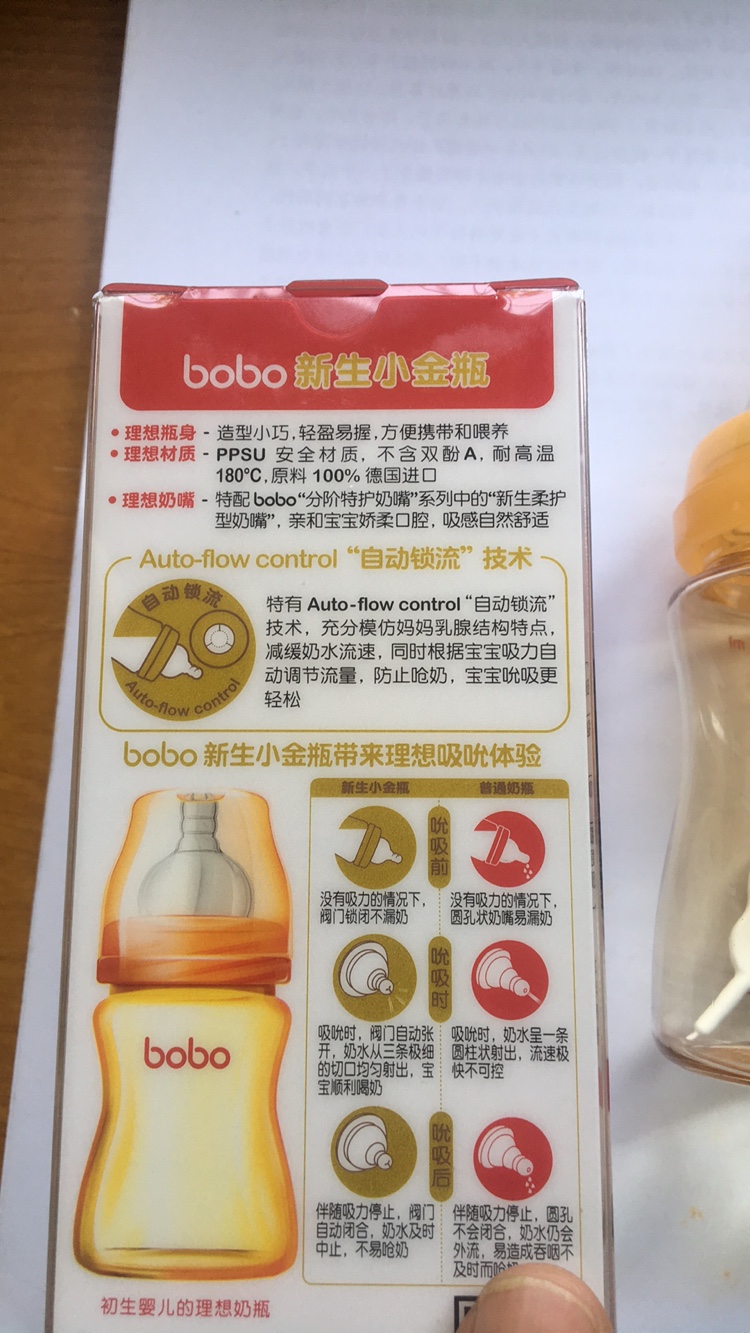 bobo 新生小金瓶
• 理想瓶身 - 造型小巧,轻盈易握,方便携带和喂养
• 理想材质 - PPSU 安全材质，不含双酚A，耐高温
180℃,原料 100% 德国进口
• 理想奶嘴 - 特配bobo“分阶特护奶嘴”系列中的“新生柔护
型奶嘴”，亲和宝宝娇柔口腔，吸感自然舒适
Auto-flow control “自动锁流” 技术
自动锁流
Auto-flow control
特有 Auto-flow control “自动锁流”
技术，充分模仿妈妈乳腺结构特点，
减缓奶水流速，同时根据宝宝吸力自
动调节流量，防止呛奶，宝宝吮吸更
轻松
bobo 新生小金瓶带来理想吸吮体验
新生小金瓶
普通奶瓶
吮吸前
没有吸力的情况下，
阀门锁闭不漏奶
没有吸力的情况下，
圆孔状奶嘴易漏奶
吮吸时
吸吮时，阀门自动张
开，奶水从三条极细
的切口均匀射出，宝
宝顺利喝奶
吸吮时，奶水呈一条
圆柱状射出，流速极
快不可控
吮吸后
伴随吸力停止，阀门
自动闭合，奶水及时
中止，不易呛奶
伴随吸力停止，圆孔
不会闭合，奶水仍会
外流，易造成吞咽不
及时而呛奶
bobo
初生婴儿的理想奶瓶